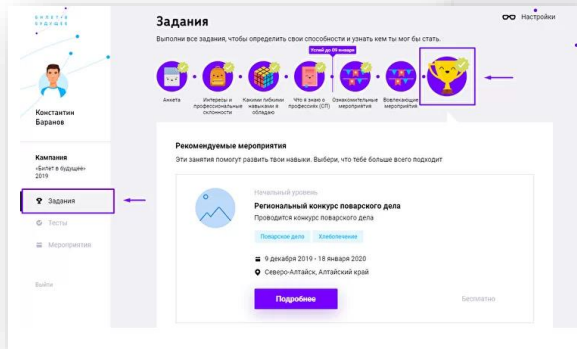 БИЛЕТ В
БУДУЩЕЕ
Задания
Настройки
Выполни все задания, чтобы определить свои способности и узнать кем ты мог бы стать.
Успей до 09 января
Анкета
Интересы и профессиональные склонности
Какими гибкими навыками я обладаю
Что я знаю о профессиях (СП)
Ознакомительные мероприятия
Вовлекающие мероприятия
Константин
Баранов
Кампания
«Билет в будущее»
2019
Задания
Тесты
Мероприятия
Выйти
Рекомендуемые мероприятия
Эти занятия помогут развить твои навыки. Выбери, что тебе больше всего подходит
Начальный уровень
Региональный конкурс поварского дела
Проводится конкурс поварского дела
Поварское дело
Хлебопечение
9 декабря 2019 - 18 января 2020
Северо-Алтайск, Алтайский край
Подробнее
Бесплатно